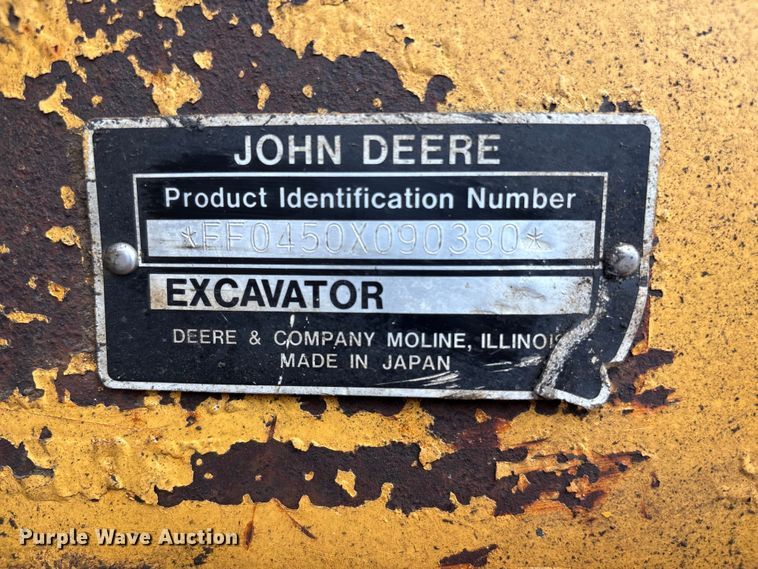 JOHN DEERE
Product Identification Number
*FF0450X090380*
EXCAVATOR
DEERE & COMPANY MOLINE, ILLINOIS
MADE IN JAPAN
Purple Wave Auction